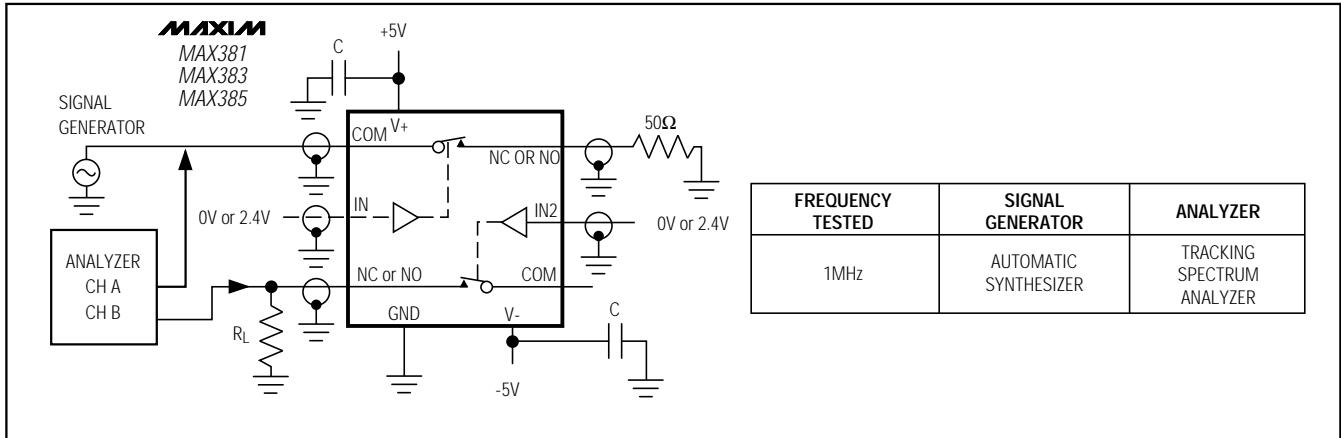 MAXIM
MAX381
MAX383
MAX385
+5V
C
SIGNAL
GENERATOR
COM
V+
50Ω
NC OR NO
0V or 2.4V
IN
IN2
0V or 2.4V
ANALYZER
CH A
CH B
NC or NO
COM
RL
GND
V-
C
-5V
FREQUENCY
TESTED
SIGNAL
GENERATOR
ANALYZER
1MHz
AUTOMATIC
SYNTHESIZER
TRACKING
SPECTRUM
ANALYZER